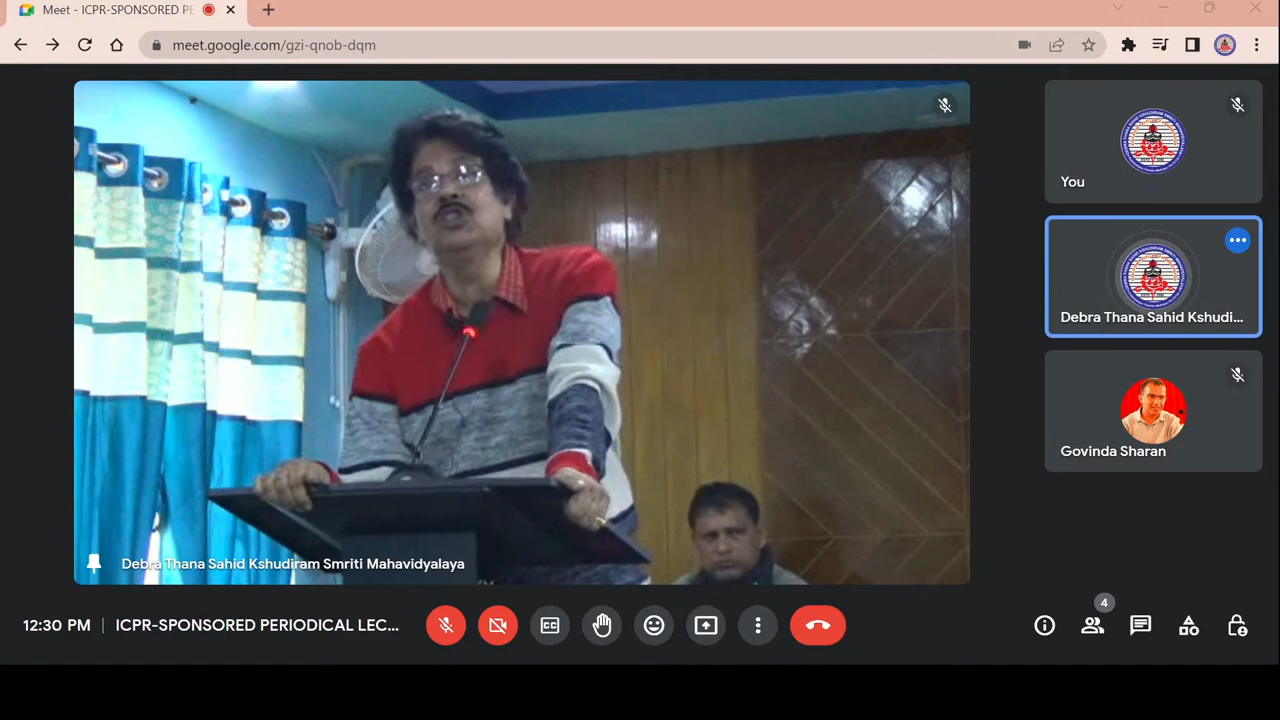 Meet - ICPR-SPONSORED PE
meet.google.com/gzi-qnob-dqm
You
Debra Thana Sahid Kshudi...
Govinda Sharan
Debra Thana Sahid Kshudiram Smriti Mahavidyalaya
4
12:30 PM | ICPR-SPONSORED PERIODICAL LEC...
CC